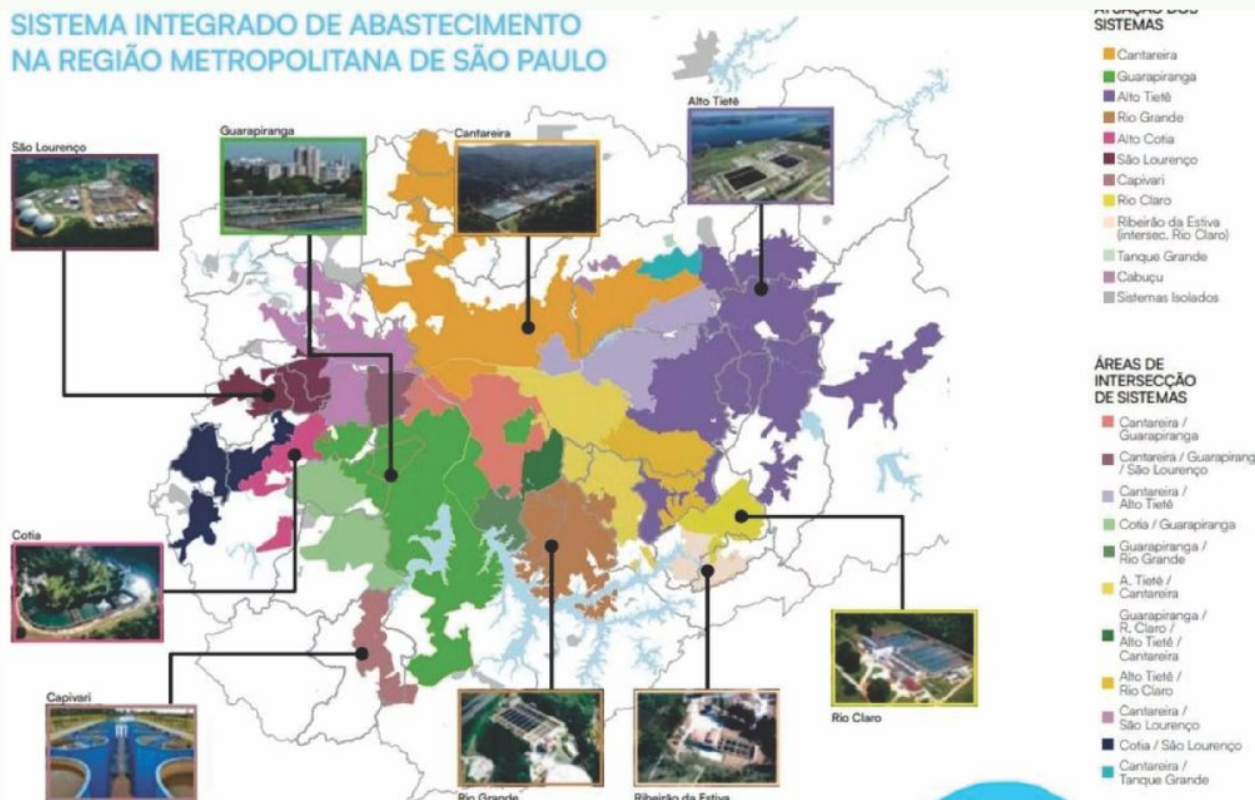 SISTEMA INTEGRADO DE ABASTECIMENTO
NA REGIÃO METROPOLITANA DE SÃO PAULO
São Lourenço
Guarapiranga
Cantareira
Alto Tietê
Cotia
Capivari
Rio Grande
Ribeirão da Estiva
Rio Claro
ATUAÇÃO DOS
SISTEMAS
Cantareira
Guarapiranga
Alto Tietê
Rio Grande
Alto Cotia
São Lourenço
Capivari
Rio Claro
Ribeirão da Estiva
(intersec. Rio Claro)
Tanque Grande
Cabuçu
Sistemas Isolados
ÁREAS DE
INTERSECÇÃO
DE SISTEMAS
Cantareira /
Guarapiranga
Cantareira / Guarapirang
/ São Lourenço
Cantareira /
Alto Tietê
Cotia / Guarapiranga
Guarapiranga /
Rio Grande
A. Tietê /
Cantareira
Guarapiranga /
R. Claro /
Alto Tietê /
Cantareira
Alto Tietê /
Rio Claro
Cantareira /
São Lourenço
Cotia / São Lourenço
Cantareira /
Tanque Grande